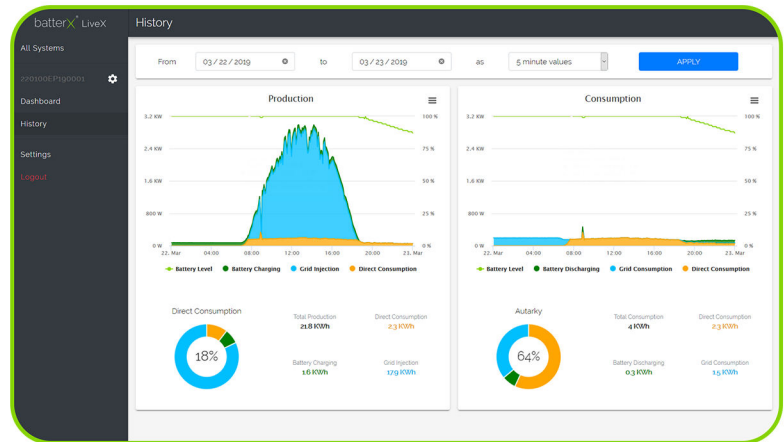 batterX® LiveX
History
All Systems
220100EP190001
Dashboard
History
Settings
Logout
From 03 / 22 / 2019 to 03 / 23 / 2019 as 5 minute values APPLY
Production
3.2 KW
2.4 KW
1.6 KW
800 W
0 W
100 %
75 %
50 %
25 %
0 %
22. Mar 04:00 08:00 12:00 16:00 20:00 23. Mar
Battery Level Battery Charging Grid Injection Direct Consumption
Direct Consumption
18%
Total Production
21.8 KWh
Direct Consumption
2.3 KWh
Battery Charging
1.6 KWh
Grid Injection
17.9 KWh
Consumption
3.2 KW
2.4 KW
1.6 KW
800 W
0 W
100 %
75 %
50 %
25 %
0 %
22. Mar 04:00 08:00 12:00 16:00 20:00 23. Mar
Battery Level Battery Discharging Grid Consumption Direct Consumption
Autarky
64%
Total Consumption
4 KWh
Direct Consumption
2.3 KWh
Battery Discharging
0.3 KWh
Grid Consumption
1.5 KWh